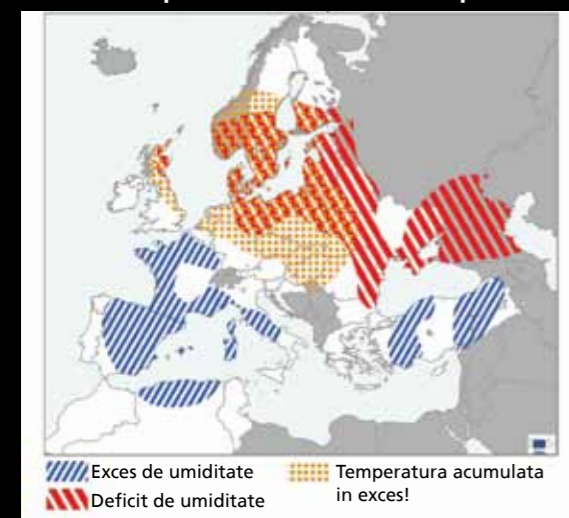 Exces de umiditate
Temperatura acumulata
in exces!
Deficit de umiditate